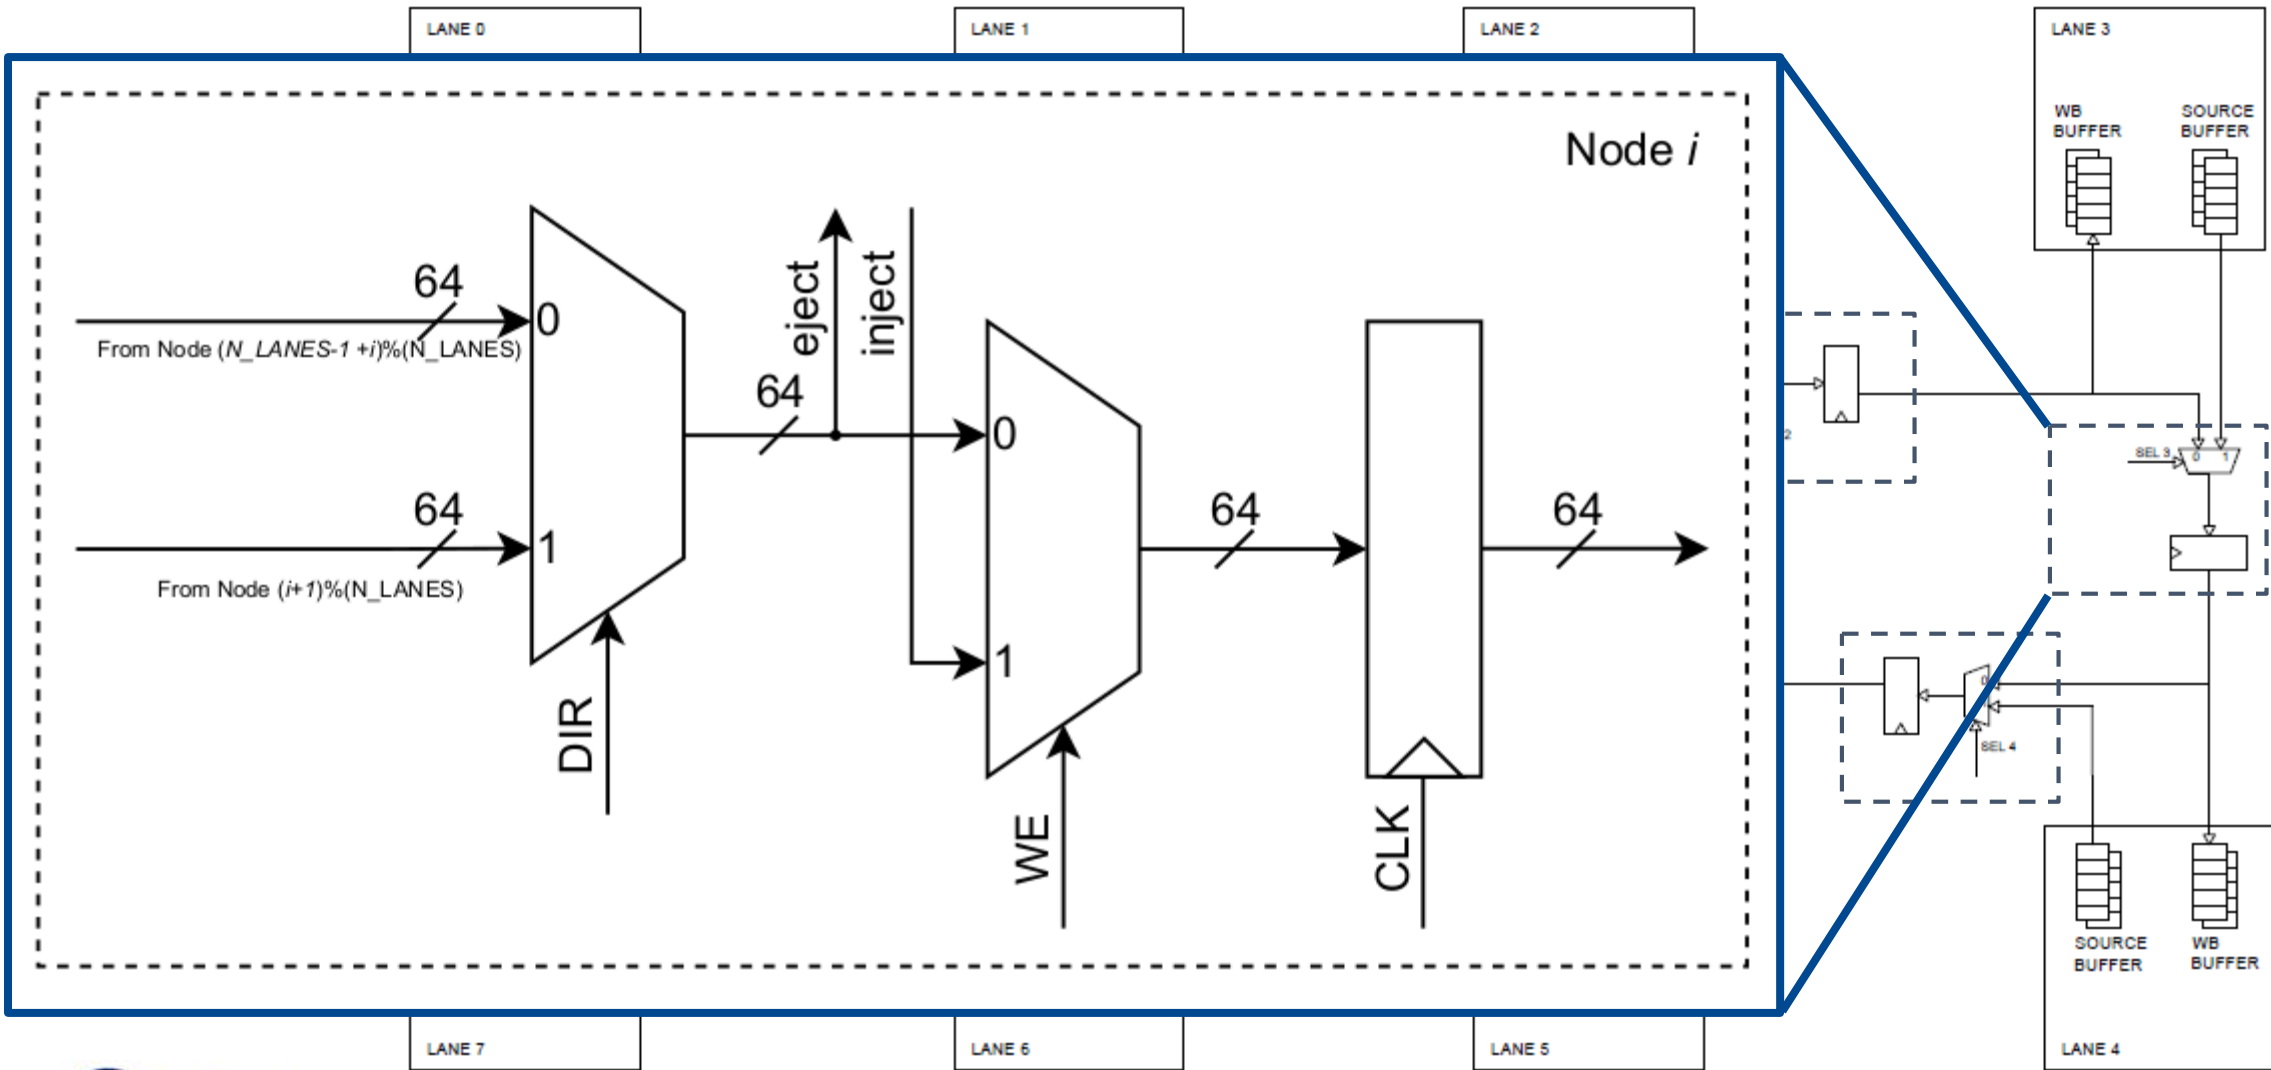 LANE 0
LANE 1
LANE 2
LANE 3
WB
BUFFER
SOURCE
BUFFER
Node i
64
0
From Node (N_LANES-1 +i)%(N_LANES)
64
1
From Node (i+1)%(N_LANES)
DIR
64
eject
inject
0
1
WE
64
CLK
64
2
SEL 3
0
1
0
SEL 4
SOURCE
BUFFER
WB
BUFFER
LANE 7
LANE 6
LANE 5
LANE 4